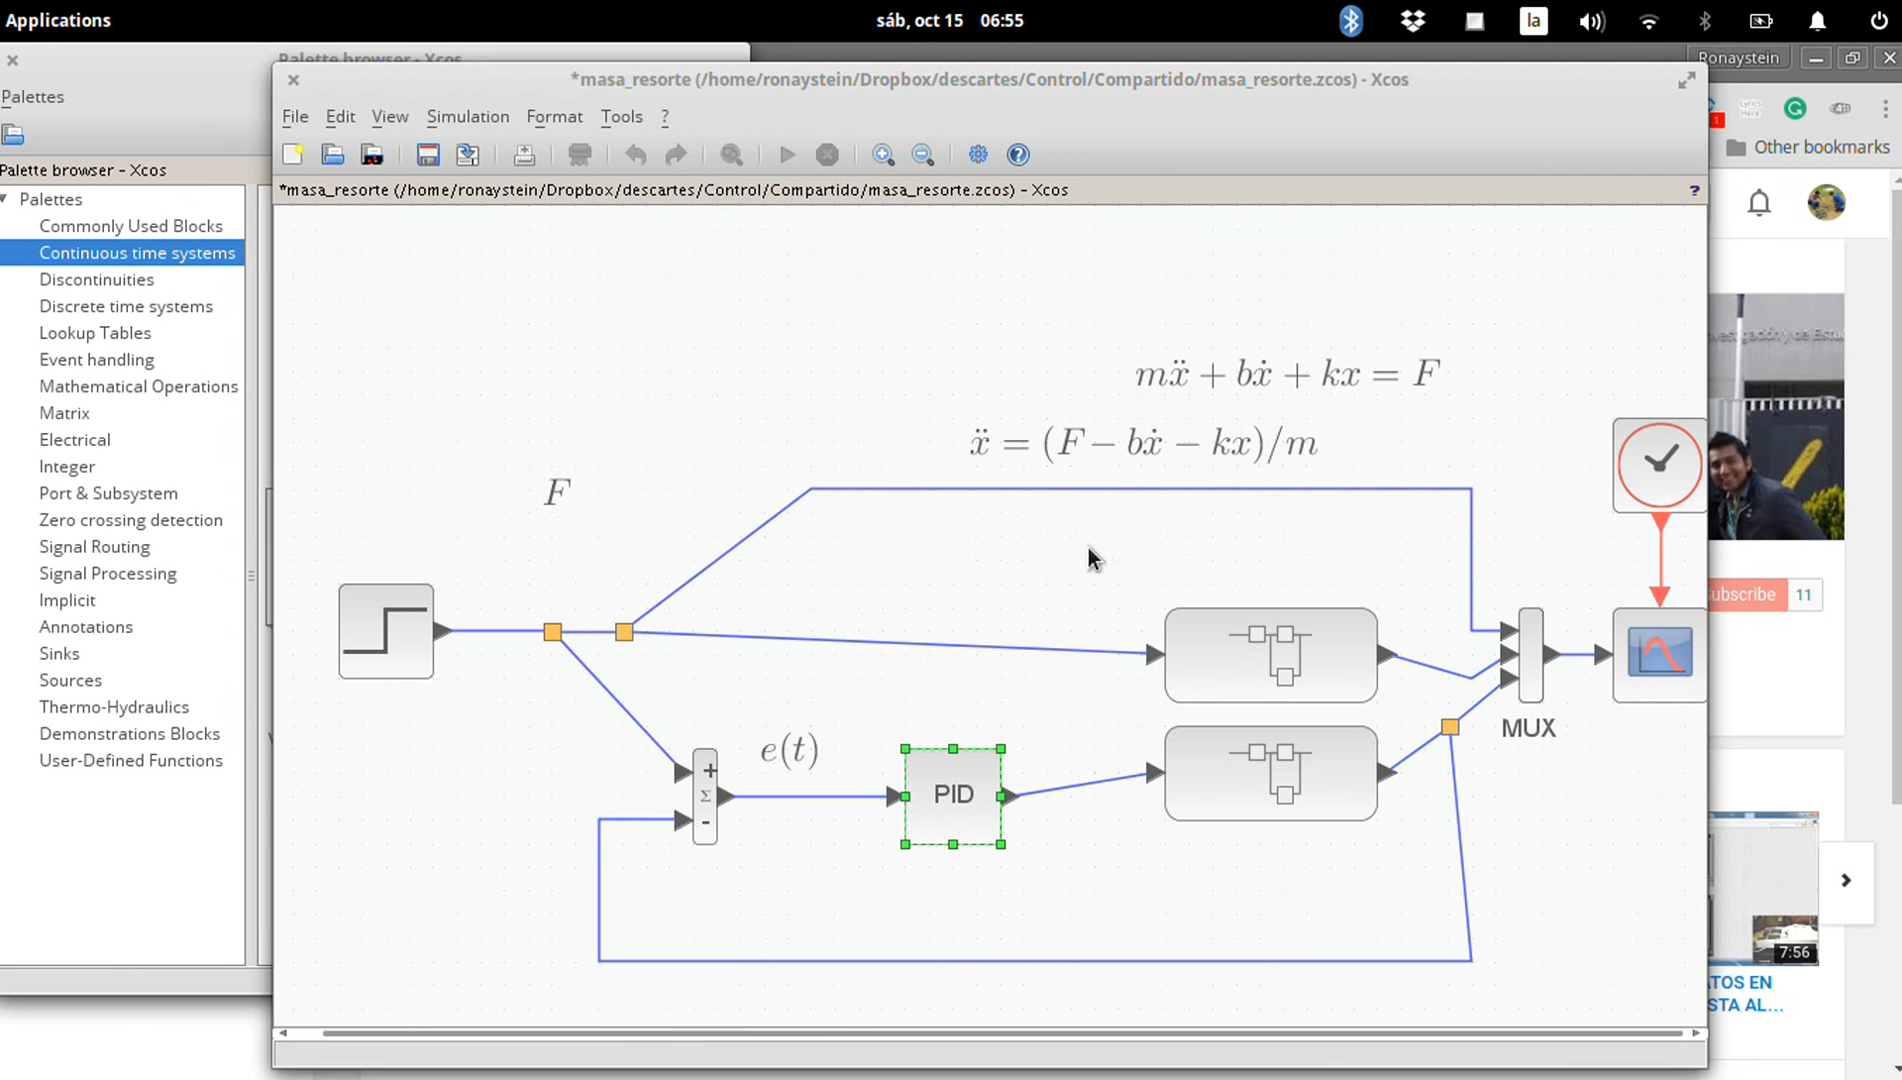 Applications
sáb, oct 15 06:55
la
Palette browser - Xcos
Ronaystein
*masa_resorte (/home/ronaystein/Dropbox/descartes/Control/Compartido/masa_resorte.zcos) - Xcos
Palettes
File Edit View Simulation Format Tools ?
Other bookmarks
Palette browser - Xcos
*masa_resorte (/home/ronaystein/Dropbox/descartes/Control/Compartido/masa_resorte.zcos) - Xcos ?
Palettes
Commonly Used Blocks
Continuous time systems
Discontinuities
Discrete time systems
Lookup Tables
Event handling
Mathematical Operations
Matrix
Electrical
Integer
Port & Subsystem
Zero crossing detection
Signal Routing
Signal Processing
Implicit
Annotations
Sinks
Sources
Thermo-Hydraulics
Demonstrations Blocks
User-Defined Functions
mẍ + bẋ + kx = F
ẍ = (F − bẋ − kx)/m
F
e(t)
+
Σ
-
PID
MUX
1
ubscribe 11
7:56
ATOS EN
STA AL...